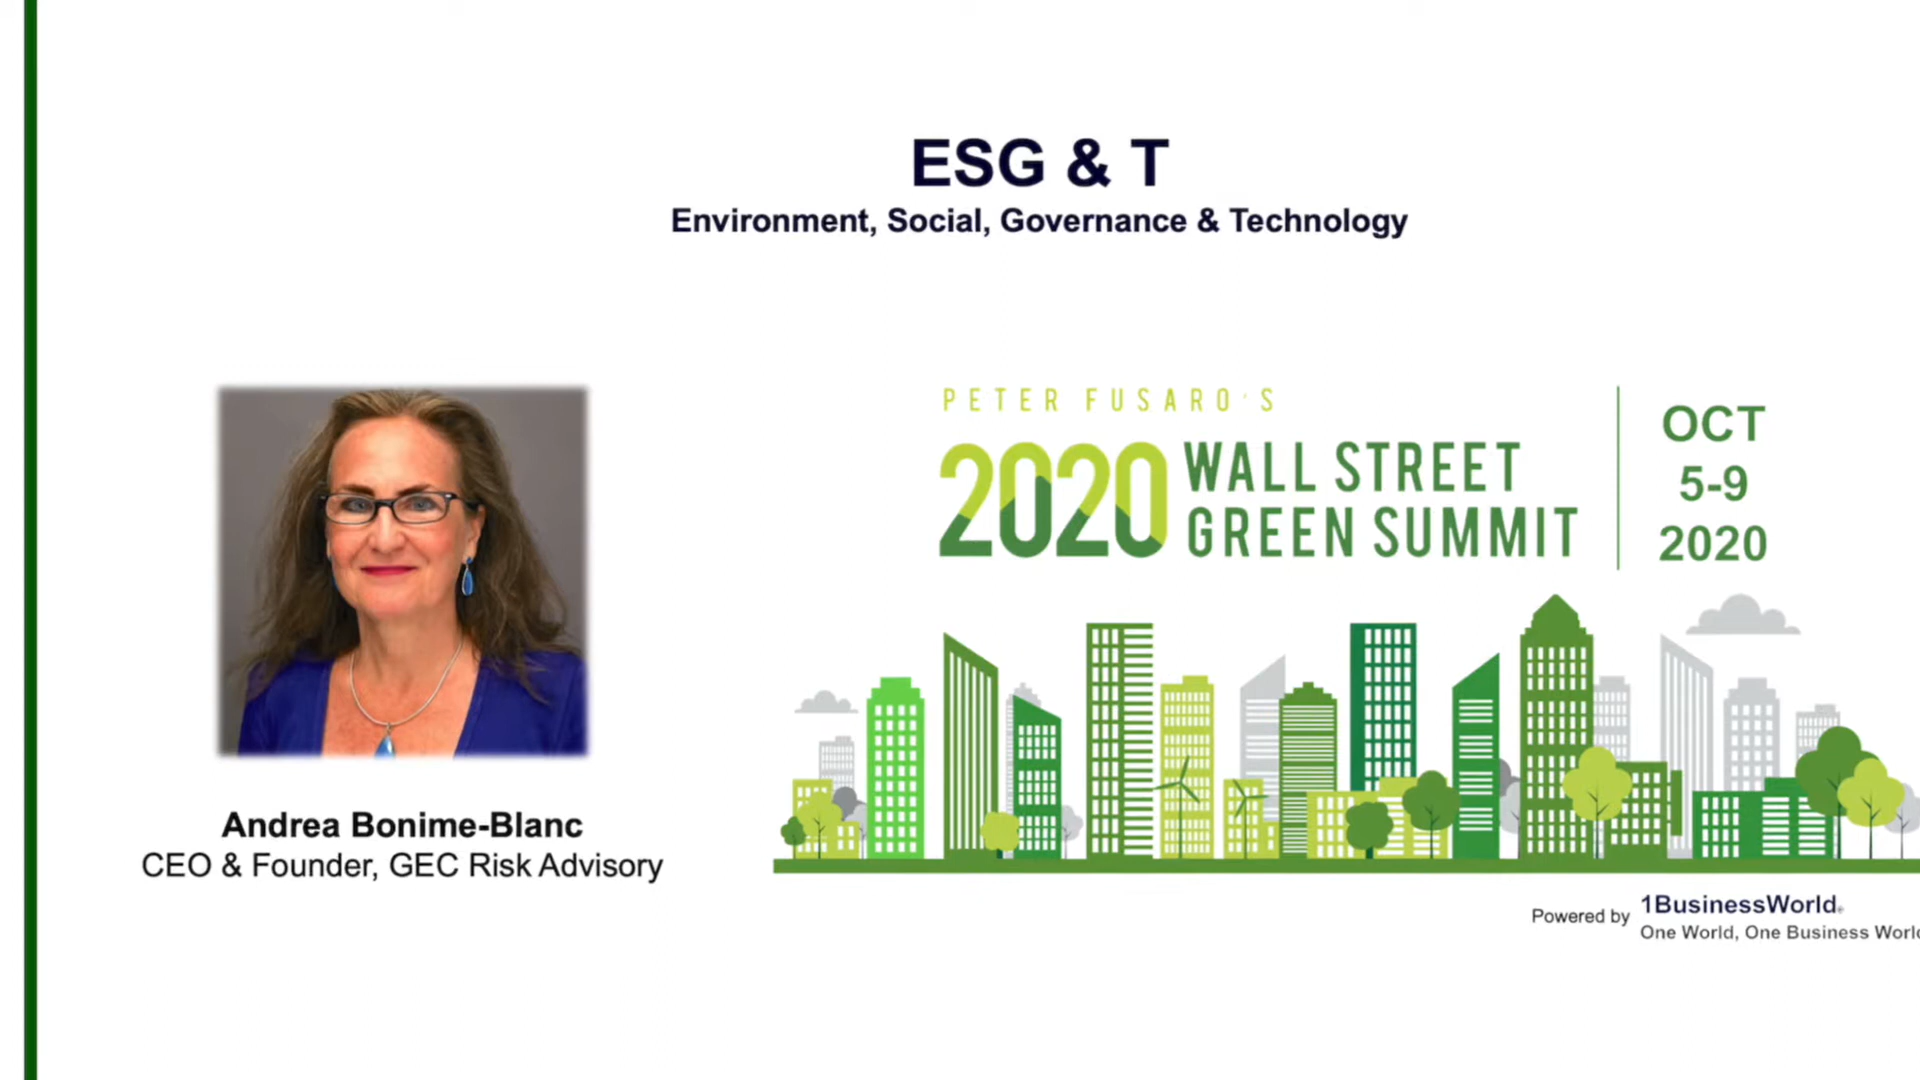 ESG & T
Environment, Social, Governance & Technology
PETER FUSARO'S
2020 WALL STREET
GREEN SUMMIT
OCT
5-9
2020
Andrea Bonime-Blanc
CEO & Founder, GEC Risk Advisory
Powered by
1BusinessWorld
One World, One Business World